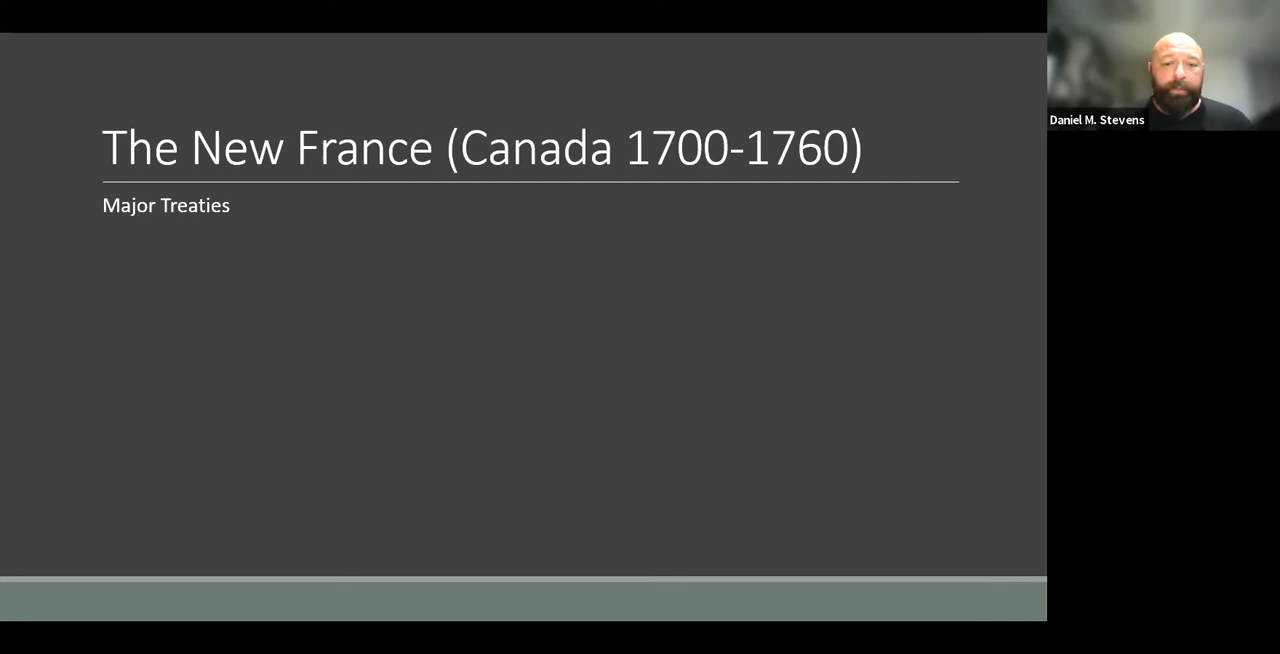 The New France (Canada 1700-1760)
Major Treaties
Daniel M. Stevens